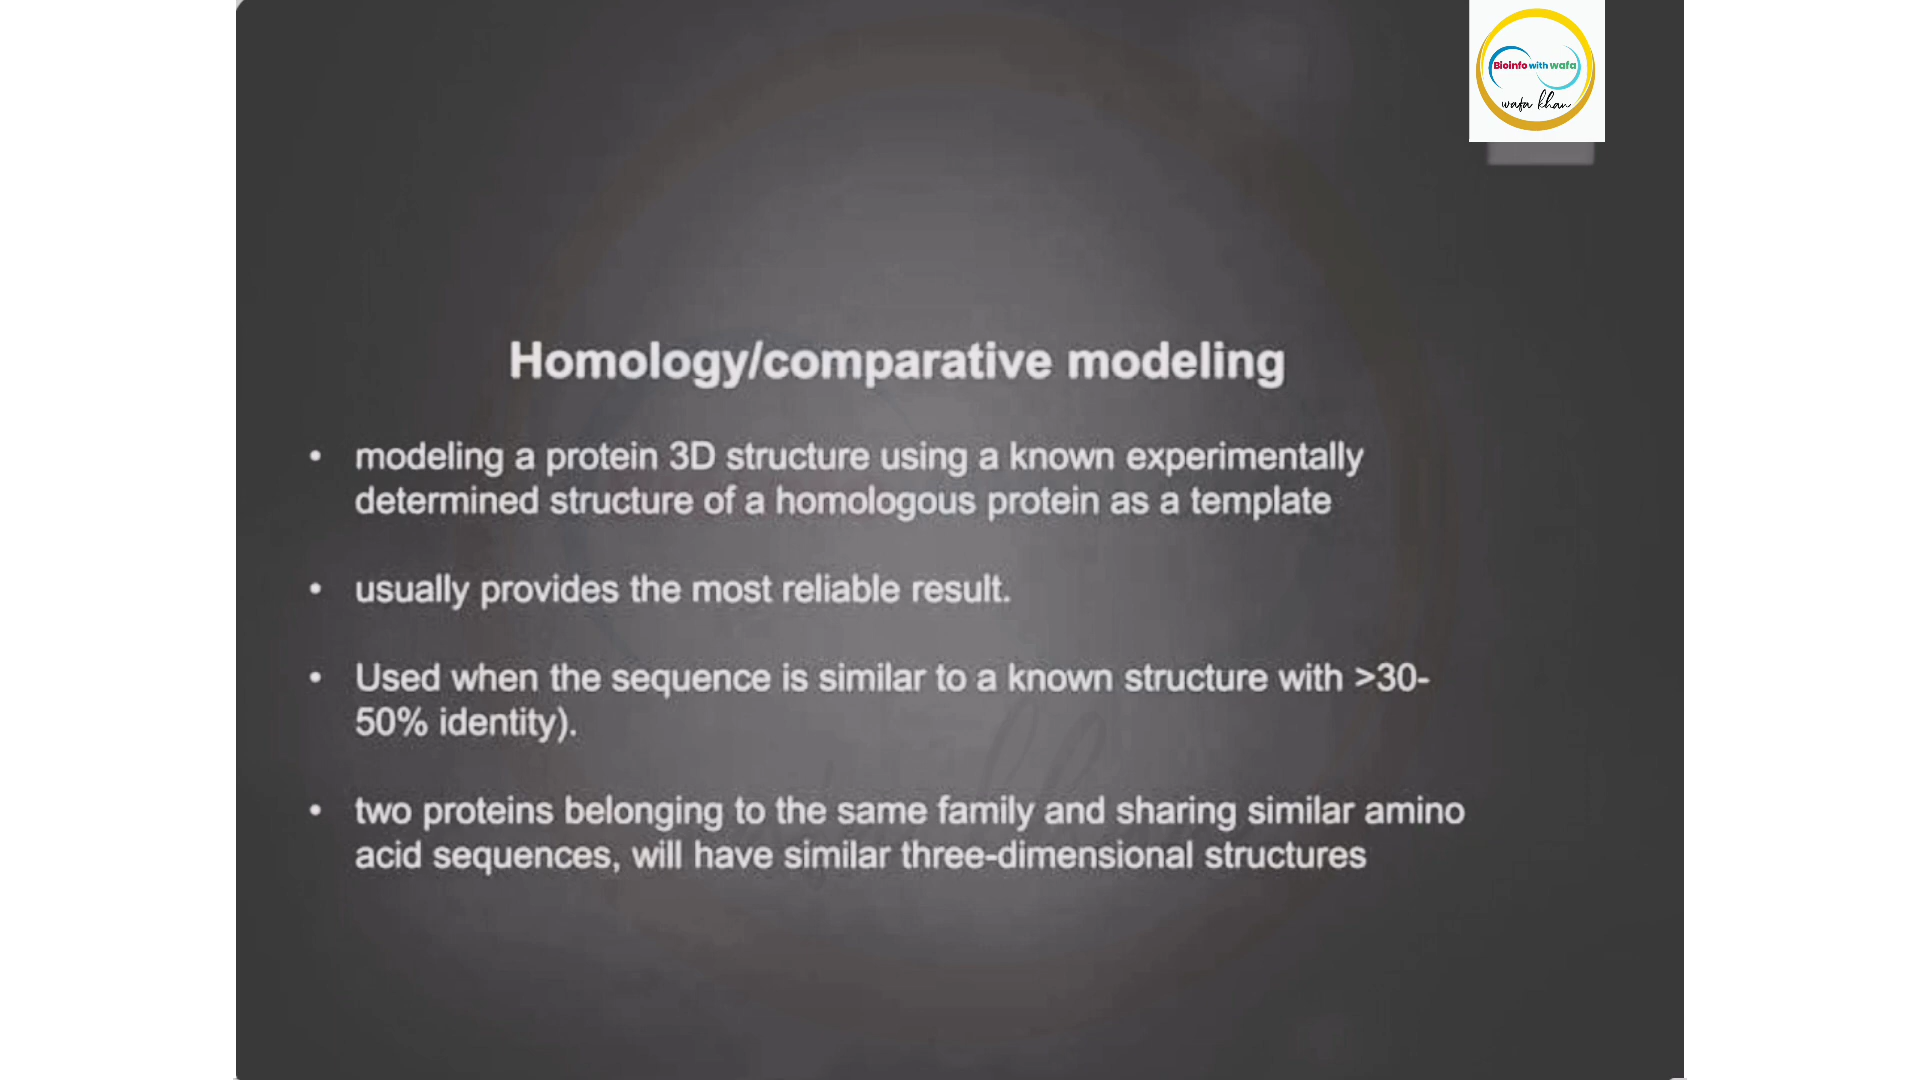 Bioinfo with wafa
wafa khan
Homology/comparative modeling
• modeling a protein 3D structure using a known experimentally
determined structure of a homologous protein as a template
• usually provides the most reliable result.
• Used when the sequence is similar to a known structure with >30-
50% identity).
• two proteins belonging to the same family and sharing similar amino
acid sequences, will have similar three-dimensional structures